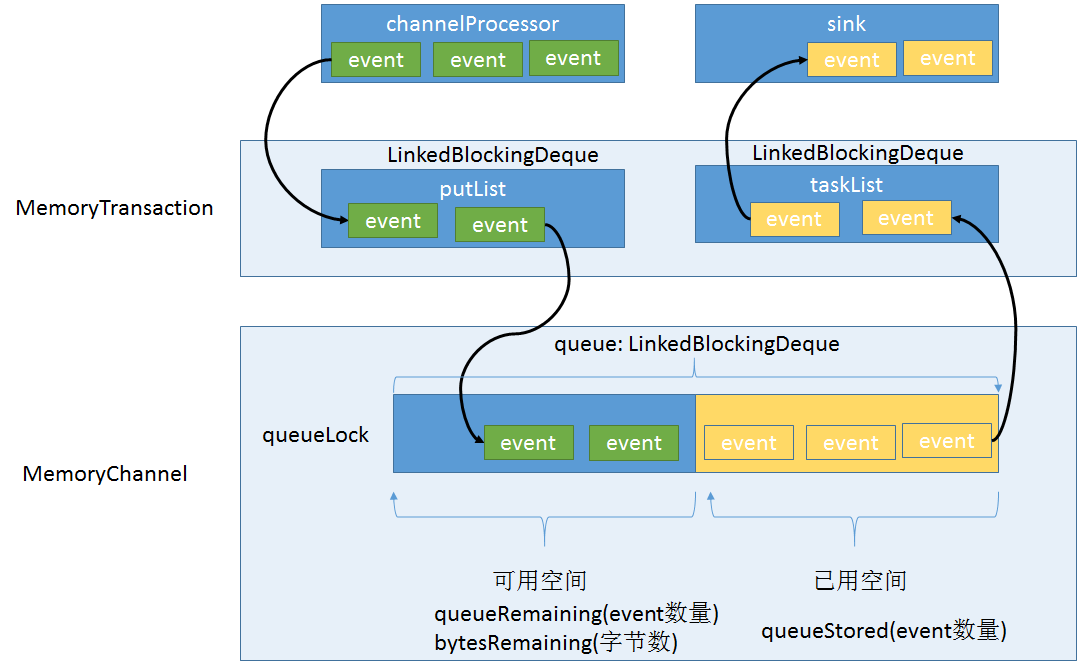 channelProcessor
event event event
sink
event event
MemoryTransaction
LinkedBlockingDeque
putList
event event
LinkedBlockingDeque
taskList
event event
MemoryChannel
queue: LinkedBlockingDeque
queueLock
event event event event event
可用空间
queueRemaining(event数量)
bytesRemaining(字节数)
已用空间
queueStored(event数量)